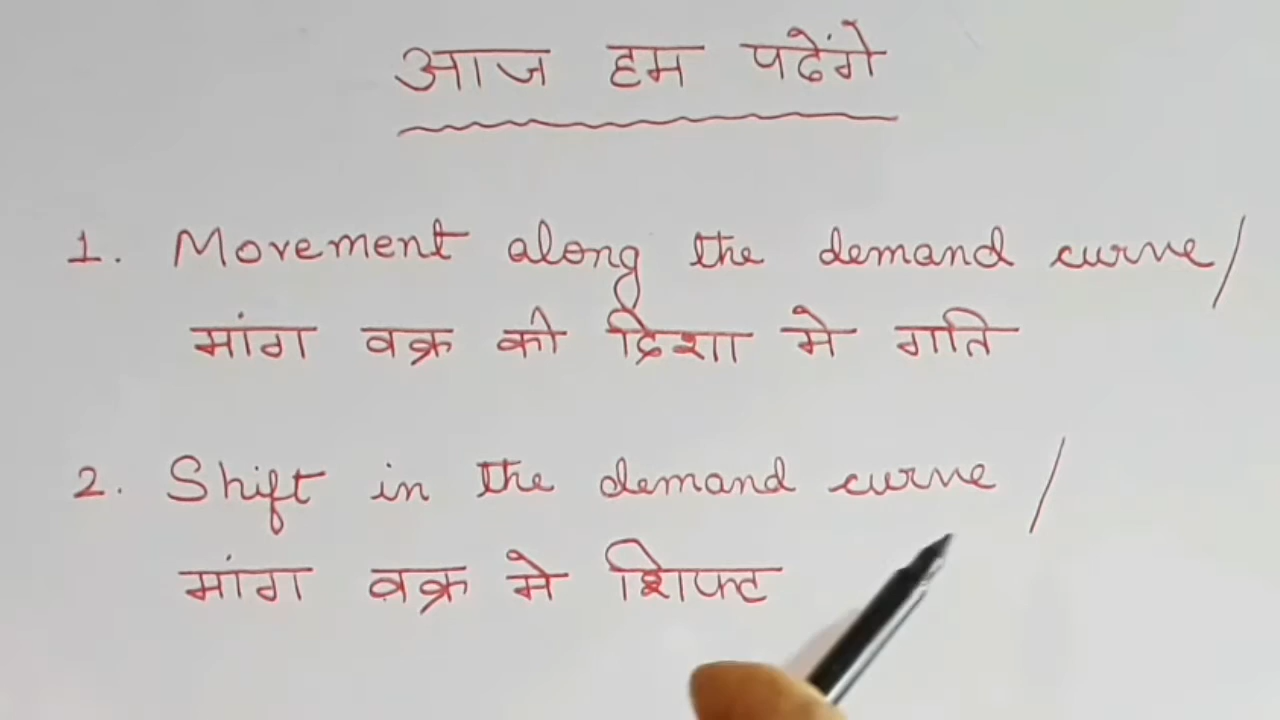 आज हम पढेंगे
1. Movement along the demand curve/
मांग वक्र की दिशा मे गति
2. Shift in the demand curve /
मांग वक्र मे शिफ्ट